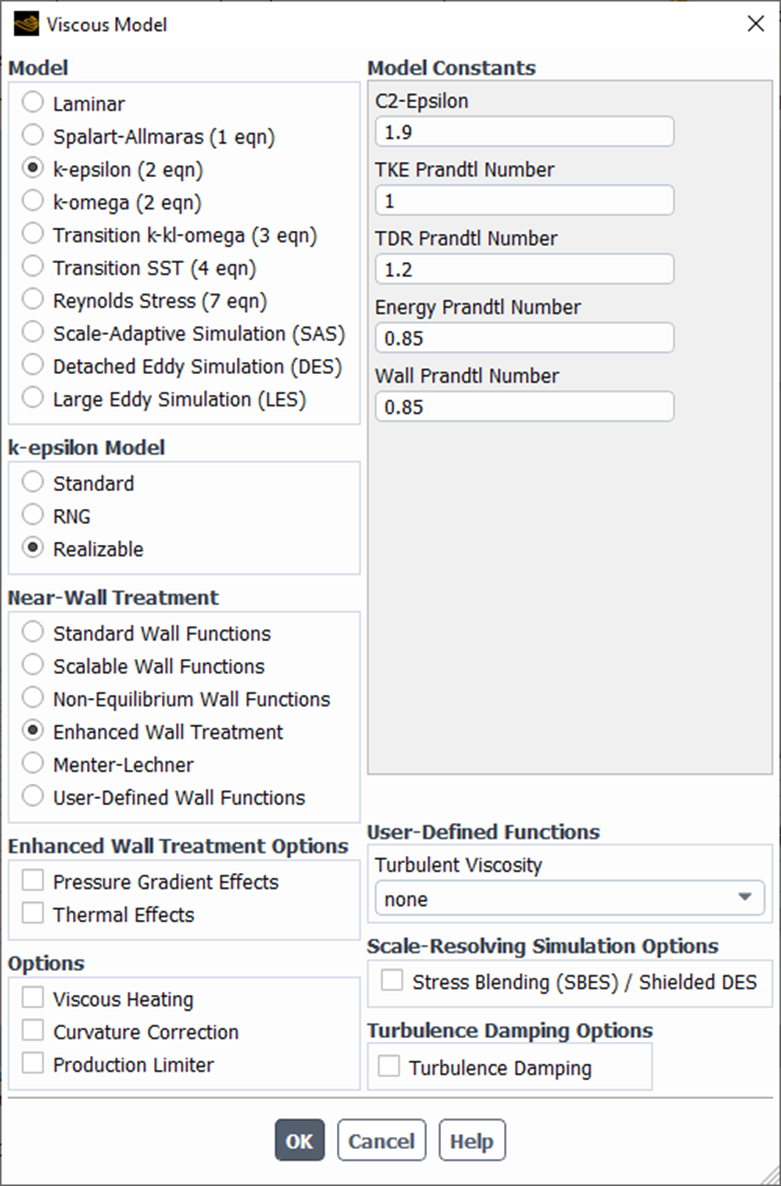 Viscous Model
Model
Laminar
Spalart-Allmaras (1 eqn)
k-epsilon (2 eqn)
k-omega (2 eqn)
Transition k-kl-omega (3 eqn)
Transition SST (4 eqn)
Reynolds Stress (7 eqn)
Scale-Adaptive Simulation (SAS)
Detached Eddy Simulation (DES)
Large Eddy Simulation (LES)
k-epsilon Model
Standard
RNG
Realizable
Near-Wall Treatment
Standard Wall Functions
Scalable Wall Functions
Non-Equilibrium Wall Functions
Enhanced Wall Treatment
Menter-Lechner
User-Defined Wall Functions
Enhanced Wall Treatment Options
Pressure Gradient Effects
Thermal Effects
Options
Viscous Heating
Curvature Correction
Production Limiter
Model Constants
C2-Epsilon
1.9
TKE Prandtl Number
1
TDR Prandtl Number
1.2
Energy Prandtl Number
0.85
Wall Prandtl Number
0.85
User-Defined Functions
Turbulent Viscosity
none
Scale-Resolving Simulation Options
Stress Blending (SBES) / Shielded DES
Turbulence Damping Options
Turbulence Damping
OK
Cancel
Help